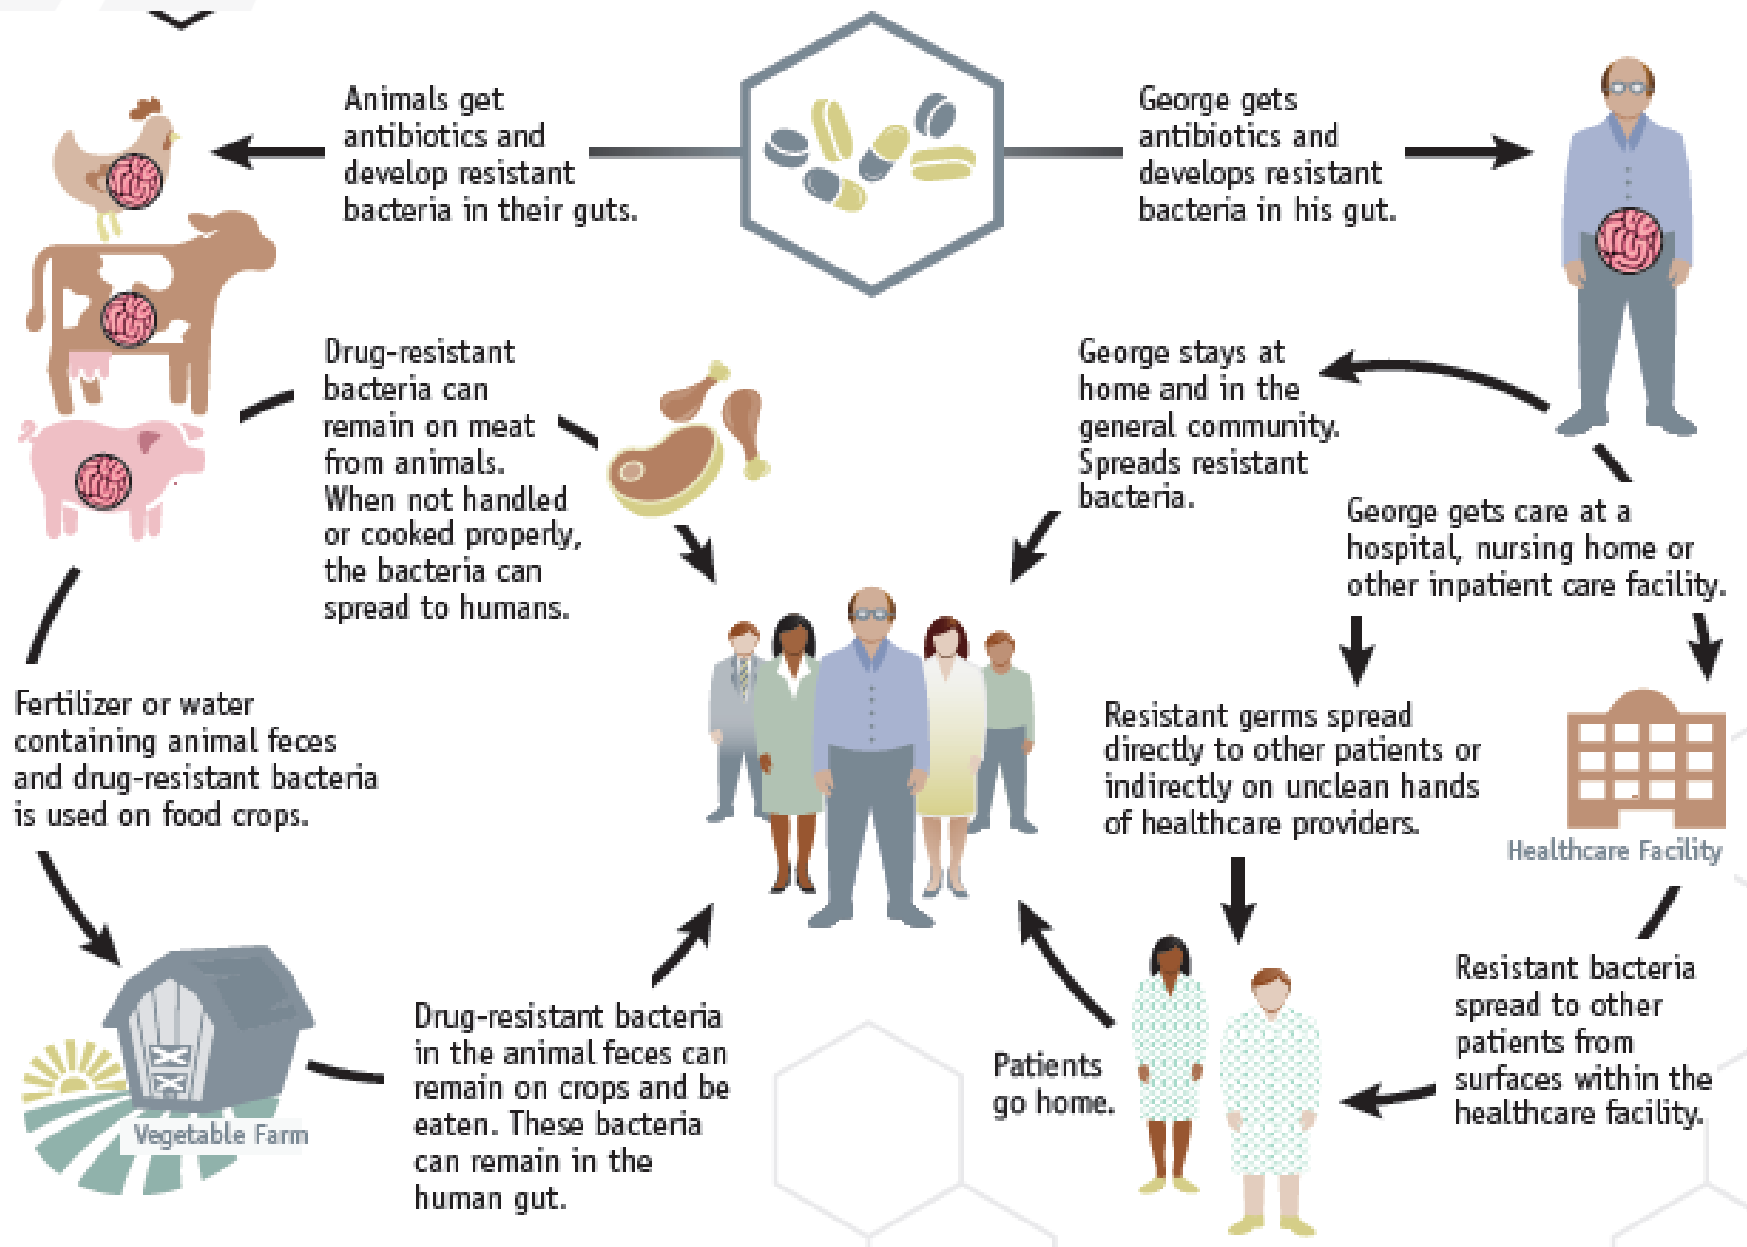 Animals get
antibiotics and
develop resistant
bacteria in their guts.
George gets
antibiotics and
develops resistant
bacteria in his gut.
Drug-resistant
bacteria can
remain on meat
from animals.
When not handled
or cooked properly,
the bacteria can
spread to humans.
George stays at
home and in the
general community.
Spreads resistant
bacteria.
George gets care at a
hospital, nursing home or
other inpatient care facility.
Fertilizer or water
containing animal feces
and drug-resistant bacteria
is used on food crops.
Resistant germs spread
directly to other patients or
indirectly on unclean hands
of healthcare providers.
Healthcare Facility
Vegetable Farm
Drug-resistant bacteria
in the animal feces can
remain on crops and be
eaten. These bacteria
can remain in the
human gut.
Patients
go home.
Resistant bacteria
spread to other
patients from
surfaces within the
healthcare facility.